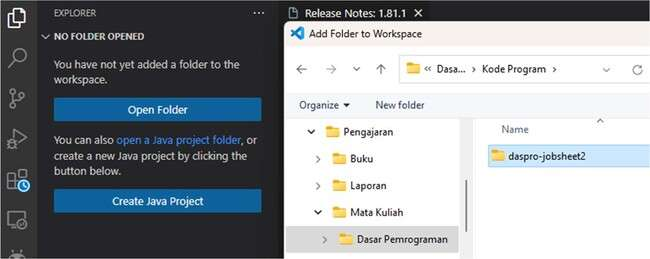 EXPLORER
NO FOLDER OPENED
You have not yet added a folder to the
workspace.
Open Folder
You can also open a Java project folder, or
create a new Java project by clicking the
button below.
Create Java Project
Release Notes: 1.81.1
Add Folder to Workspace
Dasa...
Kode Program
Organize
New folder
Pengajaran
Buku
Laporan
Mata Kuliah
Dasar Pemrograman
Name
daspro-jobsheet2